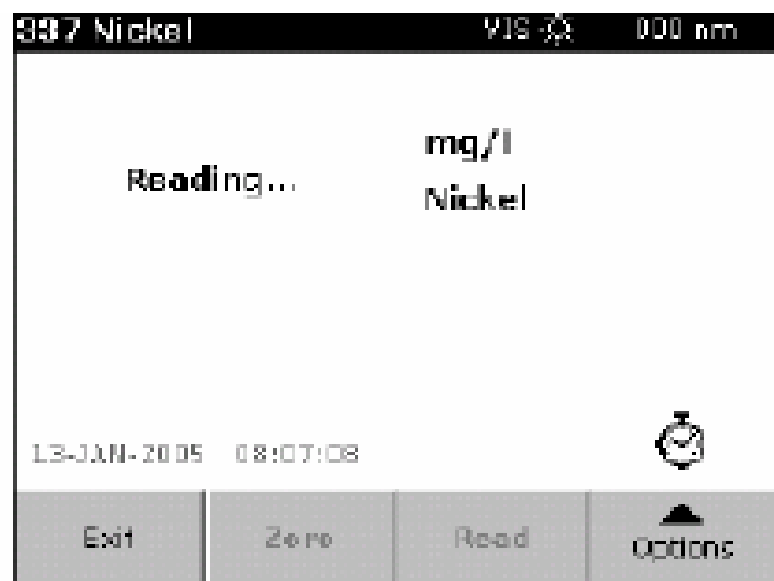 337 Nickel VIS 000 nm
mg/l
Reading...
Nickel
13-JAN-2005 08:07:08
Exit Zero Read Options